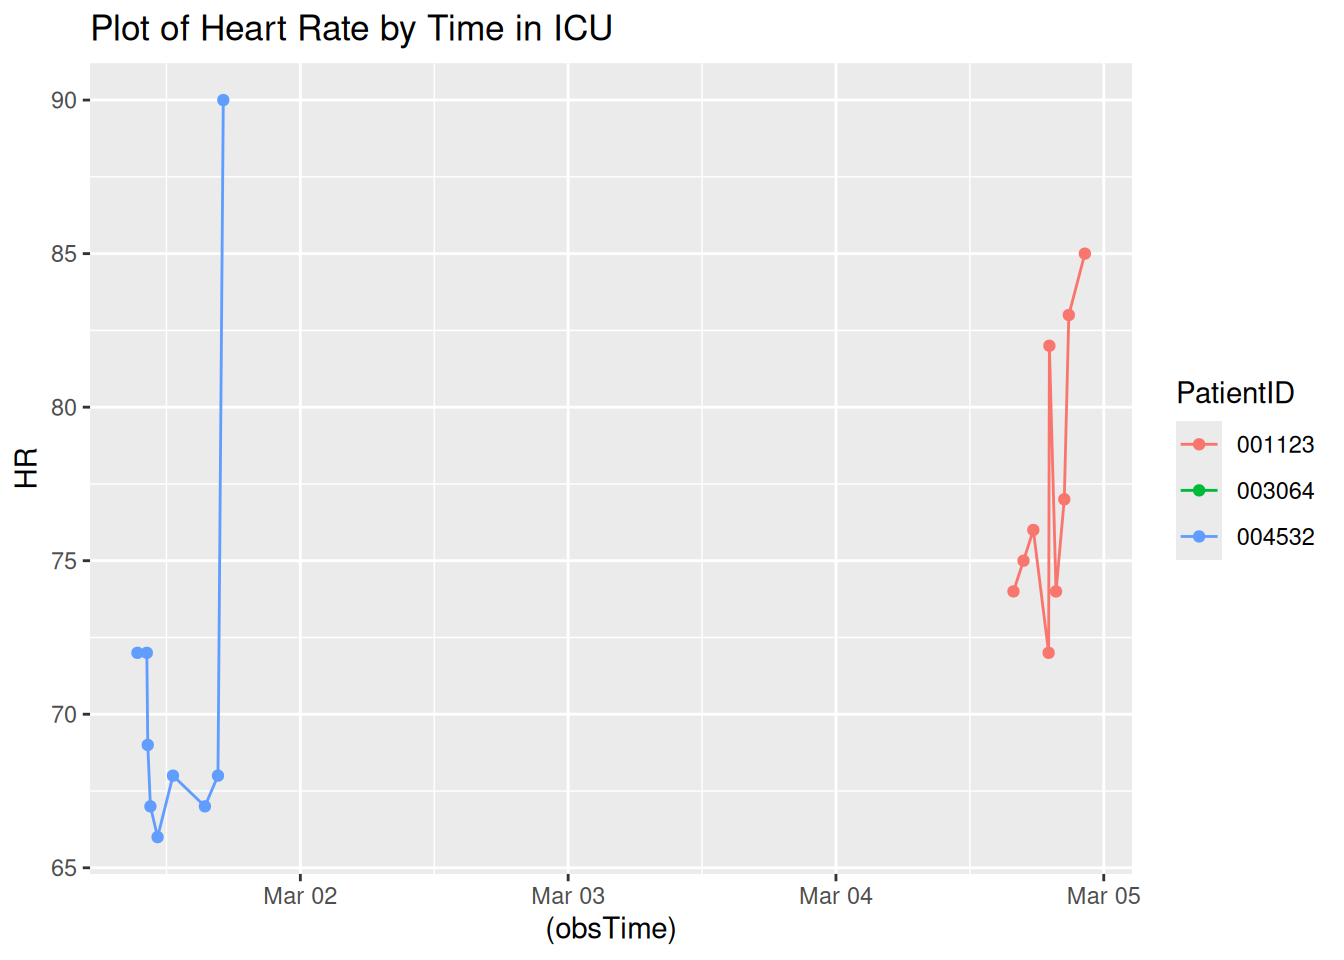 Plot of Heart Rate by Time in ICU
90
85
80
75
70
65
HR
Mar 02
Mar 03
Mar 04
Mar 05
(obsTime)
PatientID
001123
003064
004532